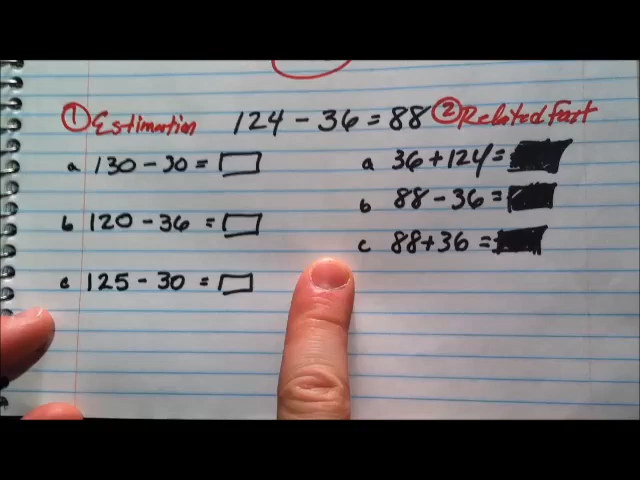 ① Estimation 124 - 36 = 88 ② Related Fact
a 130 - 30 = a 36 + 124 =
b 120 - 36 = b 88 - 36 =
c 125 - 30 = c 88 + 36 =